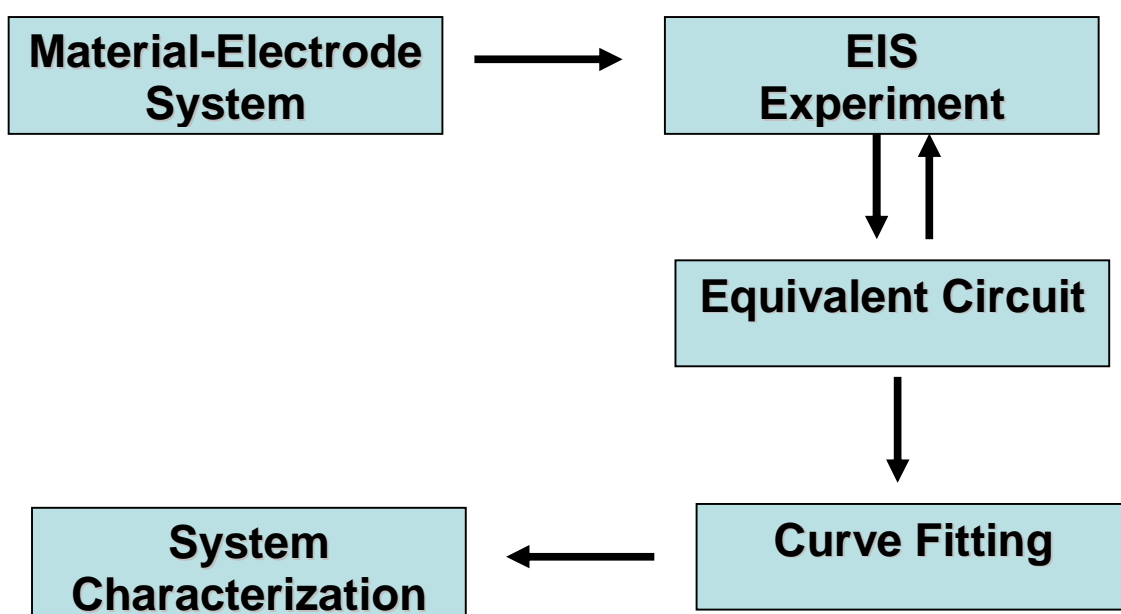 Material-Electrode
System
EIS
Experiment
Equivalent Circuit
Curve Fitting
System
Characterization